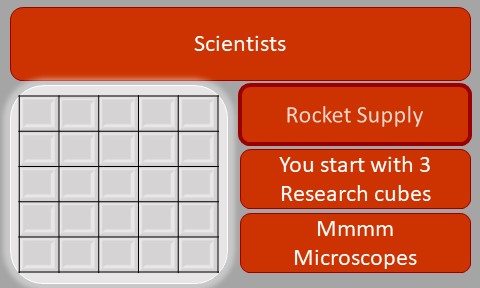 Scientists
Rocket Supply
You start with 3
Research cubes
Mmmm
Microscopes